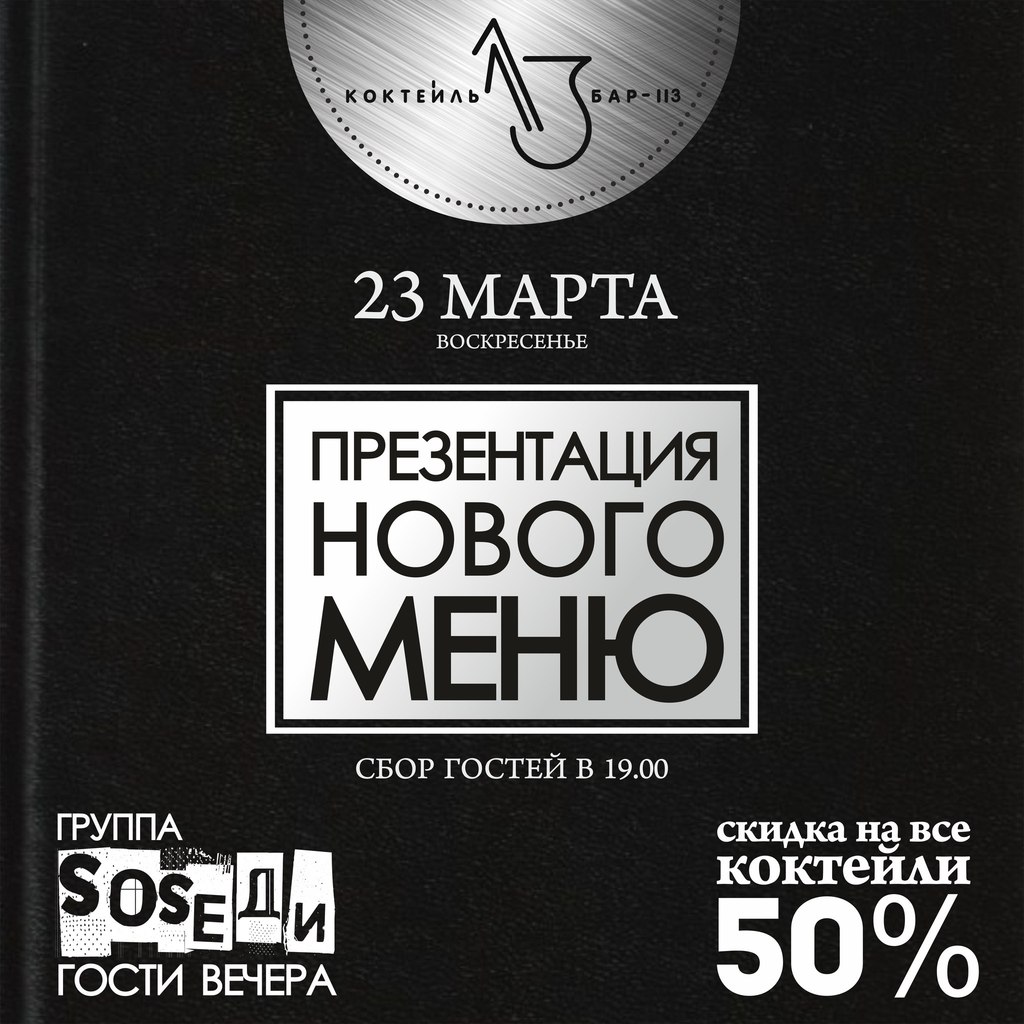 КОКТЕЙЛЬ БАР-113
23 МАРТА
ВОСКРЕСЕНЬЕ
ПРЕЗЕНТАЦИЯ
НОВОГО
МЕНЮ
СБОР ГОСТЕЙ В 19.00
ГРУППА
SOSЕДИ
ГОСТИ ВЕЧЕРА
СКИДКА НА ВСЕ
КОКТЕЙЛИ
50%